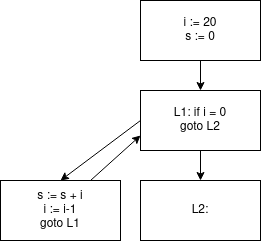 i := 20
s := 0
L1: if i = 0
goto L2
s := s + i
i := i-1
goto L1
L2: